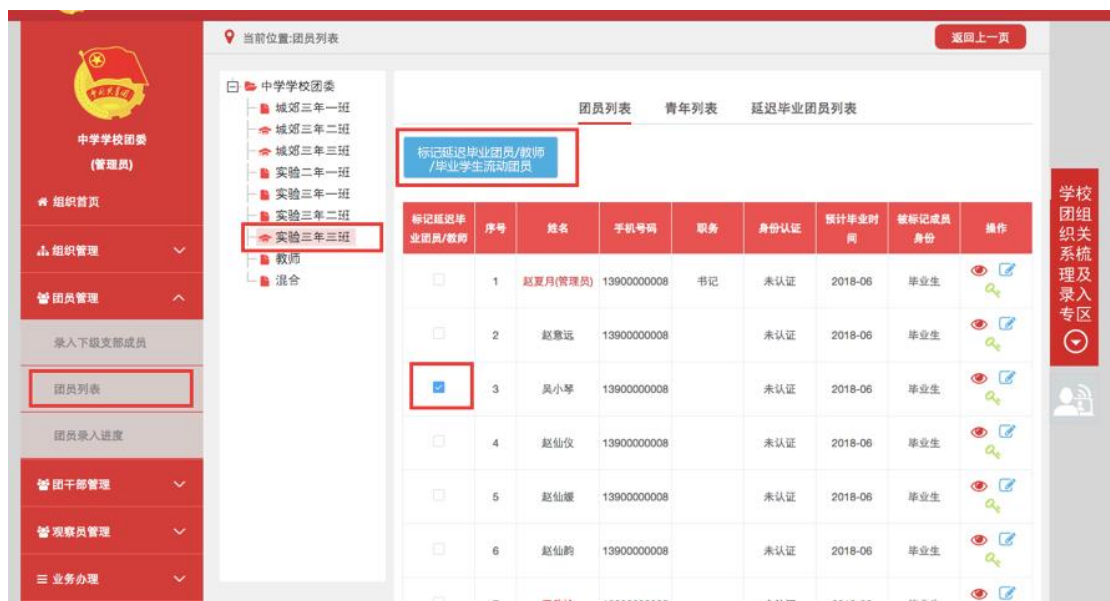 当前位置:团员列表
返回上一页
中学学校团委
(管理员)
组织首页
组织管理
团员管理
录入下级支部成员
团员列表
团员录入进度
团干部管理
观察员管理
业务办理
中学学校团委
城郊三年一班
城郊三年二班
城郊三年三班
实验二年一班
实验三年一班
实验三年二班
实验三年三班
教师
混合
团员列表 青年列表 延迟毕业团员列表
标记延迟毕业团员/教师
/毕业学生流动团员
标记延迟毕业团员/教师 序号 姓名 手机号码 职务 身份认证 预计毕业时间 被标记成员身份 操作
1 赵夏月(管理员) 13900000008 书记 未认证 2018-06 毕业生
2 赵意远 13900000008 未认证 2018-06 毕业生
3 吴小琴 13900000008 未认证 2018-06 毕业生
4 赵仙仪 13900000008 未认证 2018-06 毕业生
5 赵仙媛 13900000008 未认证 2018-06 毕业生
6 赵仙韵 13900000008 未认证 2018-06 毕业生
学校
团组
织关
系梳
理及
录入
专区